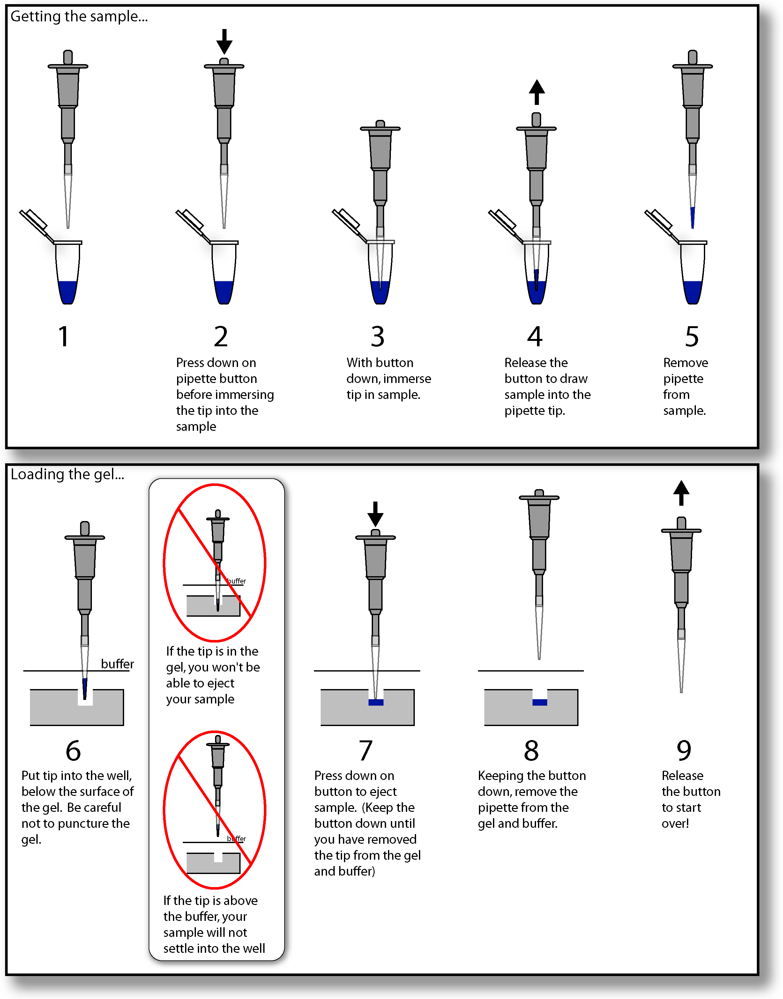 Getting the sample...
1
2
Press down on
pipette button
before immersing
the tip into the
sample
3
With button
down, immerse
tip in sample.
4
Release the
button to draw
sample into the
pipette tip.
5
Remove
pipette
from
sample.
Loading the gel...
buffer
6
Put tip into the well,
below the surface of
the gel.  Be careful
not to puncture the
gel.
buffer
If the tip is in the
gel, you won't be
able to eject
your sample
buffer
If the tip is above
the buffer, your
sample will not
settle into the well
7
Press down on
button to eject
sample.  (Keep the
button down until
you have removed
the tip from the gel
and buffer)
8
Keeping the button
down, remove the
pipette from the
gel and buffer.
9
Release
the button
to start
over!